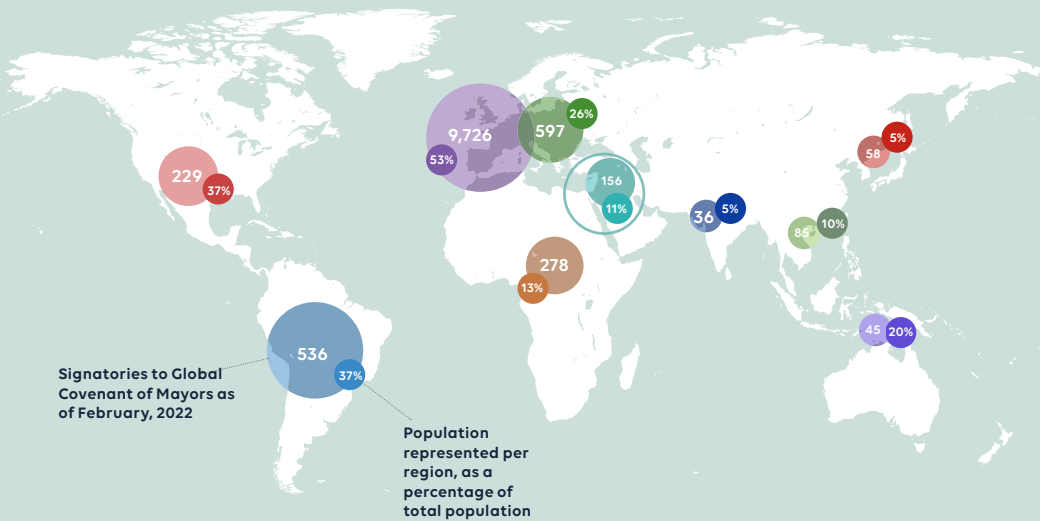 26%
9,726
597
5%
53%
58
229
37%
156
11%
36
5%
85
10%
278
13%
45
20%
536
37%
Signatories to Global
Covenant of Mayors as
of February, 2022
Population
represented per
region, as a
percentage of
total population